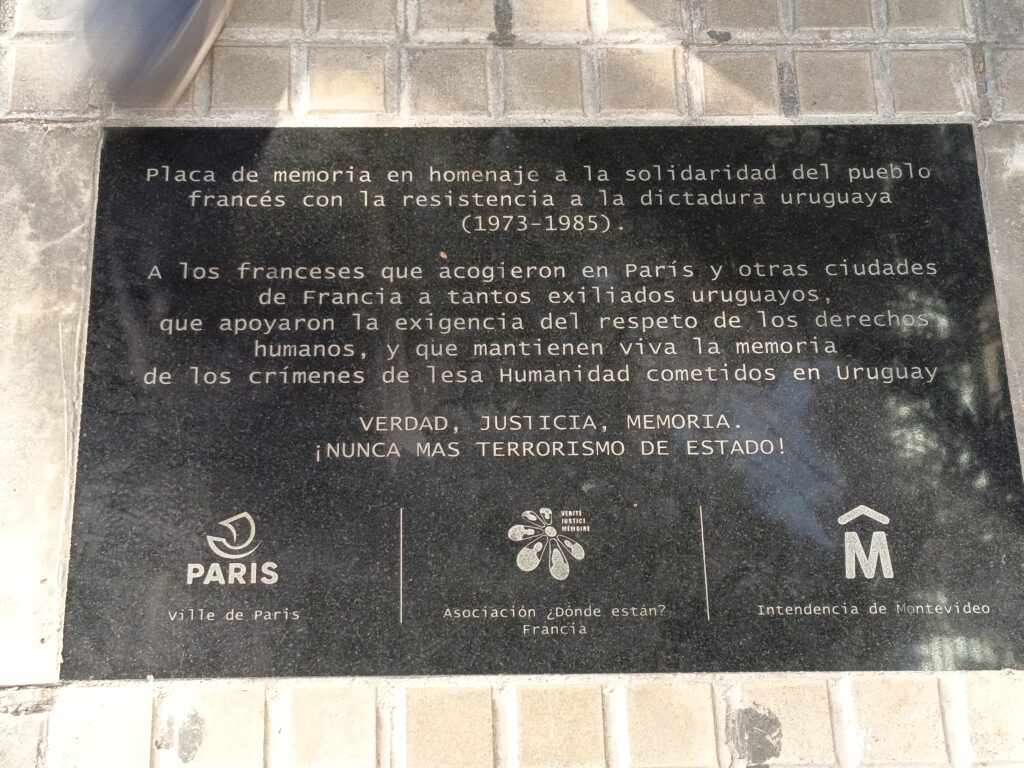 Placa de memoria en homenaje a la solidaridad del pueblo
francés con la resistencia a la dictadura uruguaya
(1973-1985).
A los franceses que acogieron en París y otras ciudades
de Francia a tantos exiliados uruguayos,
que apoyaron la exigencia del respeto de los derechos
humanos, y que mantienen viva la memoria
de los crímenes de lesa Humanidad cometidos en Uruguay
VERDAD, JUSTICIA, MEMORIA.
¡NUNCA MAS TERRORISMO DE ESTADO!
PARIS
Ville de Paris
VERITÉ
JUSTICE
MÉMOIRE
Asociación ¿Dónde están?
Francia
M
Intendencia de Montevideo